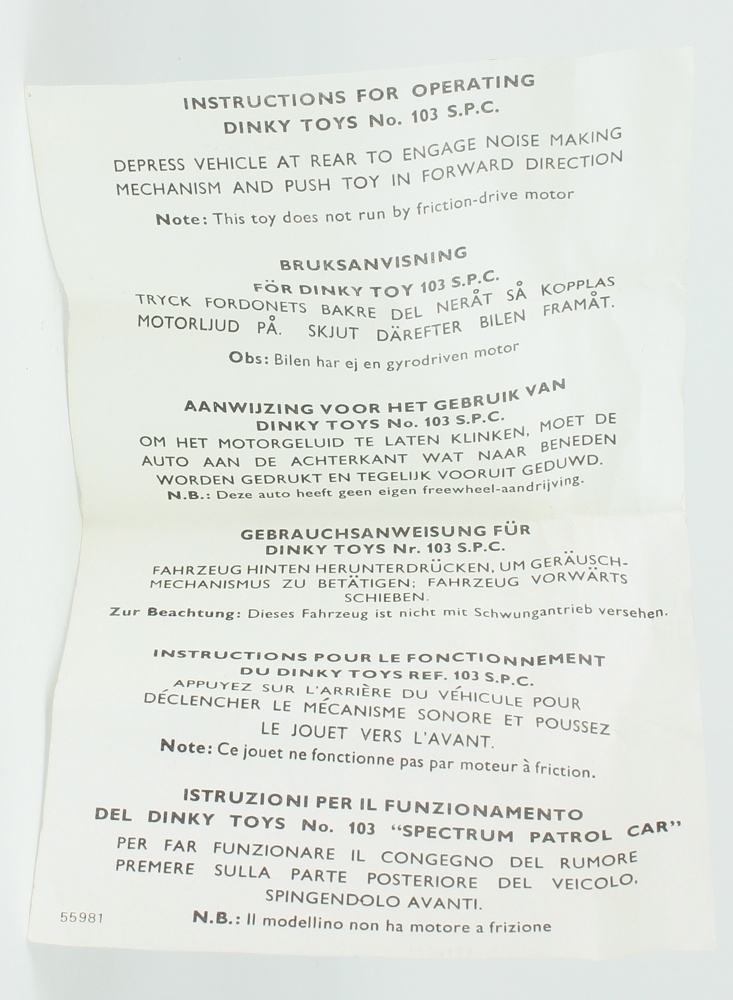 INSTRUCTIONS FOR OPERATING
DINKY TOYS No. 103 S.P.C.
DEPRESS VEHICLE AT REAR TO ENGAGE NOISE MAKING
MECHANISM AND PUSH TOY IN FORWARD DIRECTION
Note: This toy does not run by friction-drive motor
BRUKSANVISNING
FÖR DINKY TOY 103 S.P.C.
TRYCK FORDONETS BAKRE DEL NERÅT SÅ KOPPLAS
MOTORLJUD PÅ. SKJUT DÄREFTER BILEN FRAMÅT.
Obs: Bilen har ej en gyrodriven motor
AANWIJZING VOOR HET GEBRUIK VAN
DINKY TOYS No. 103 S.P.C.
OM HET MOTORGELUID TE LATEN KLINKEN, MOET DE
AUTO AAN DE ACHTERKANT WAT NAAR BENEDEN
WORDEN GEDRUKT EN TEGELIJK VOORUIT GEDUWD.
N.B.: Deze auto heeft geen eigen freewheel-aandrijving.
GEBRAUCHSANWEISUNG FÜR
DINKY TOYS Nr. 103 S.P.C.
FAHRZEUG HINTEN HERUNTERDRÜCKEN, UM GERÄUSCH-
MECHANISMUS ZU BETÄTIGEN; FAHRZEUG VORWÄRTS
SCHIEBEN.
Zur Beachtung: Dieses Fahrzeug ist nicht mit Schwungantrieb versehen.
INSTRUCTIONS POUR LE FONCTIONNEMENT
DU DINKY TOYS REF. 103 S.P.C.
APPUYEZ SUR L'ARRIÈRE DU VÉHICULE POUR
DÉCLENCHER LE MÉCANISME SONORE ET POUSSEZ
LE JOUET VERS L'AVANT.
Note: Ce jouet ne fonctionne pas par moteur à friction.
ISTRUZIONI PER IL FUNZIONAMENTO
DEL DINKY TOYS No. 103 “SPECTRUM PATROL CAR”
PER FAR FUNZIONARE IL CONGEGNO DEL RUMORE
PREMERE SULLA PARTE POSTERIORE DEL VEICOLO,
SPINGENDOLO AVANTI.
55981 N.B.: Il modellino non ha motore a frizione